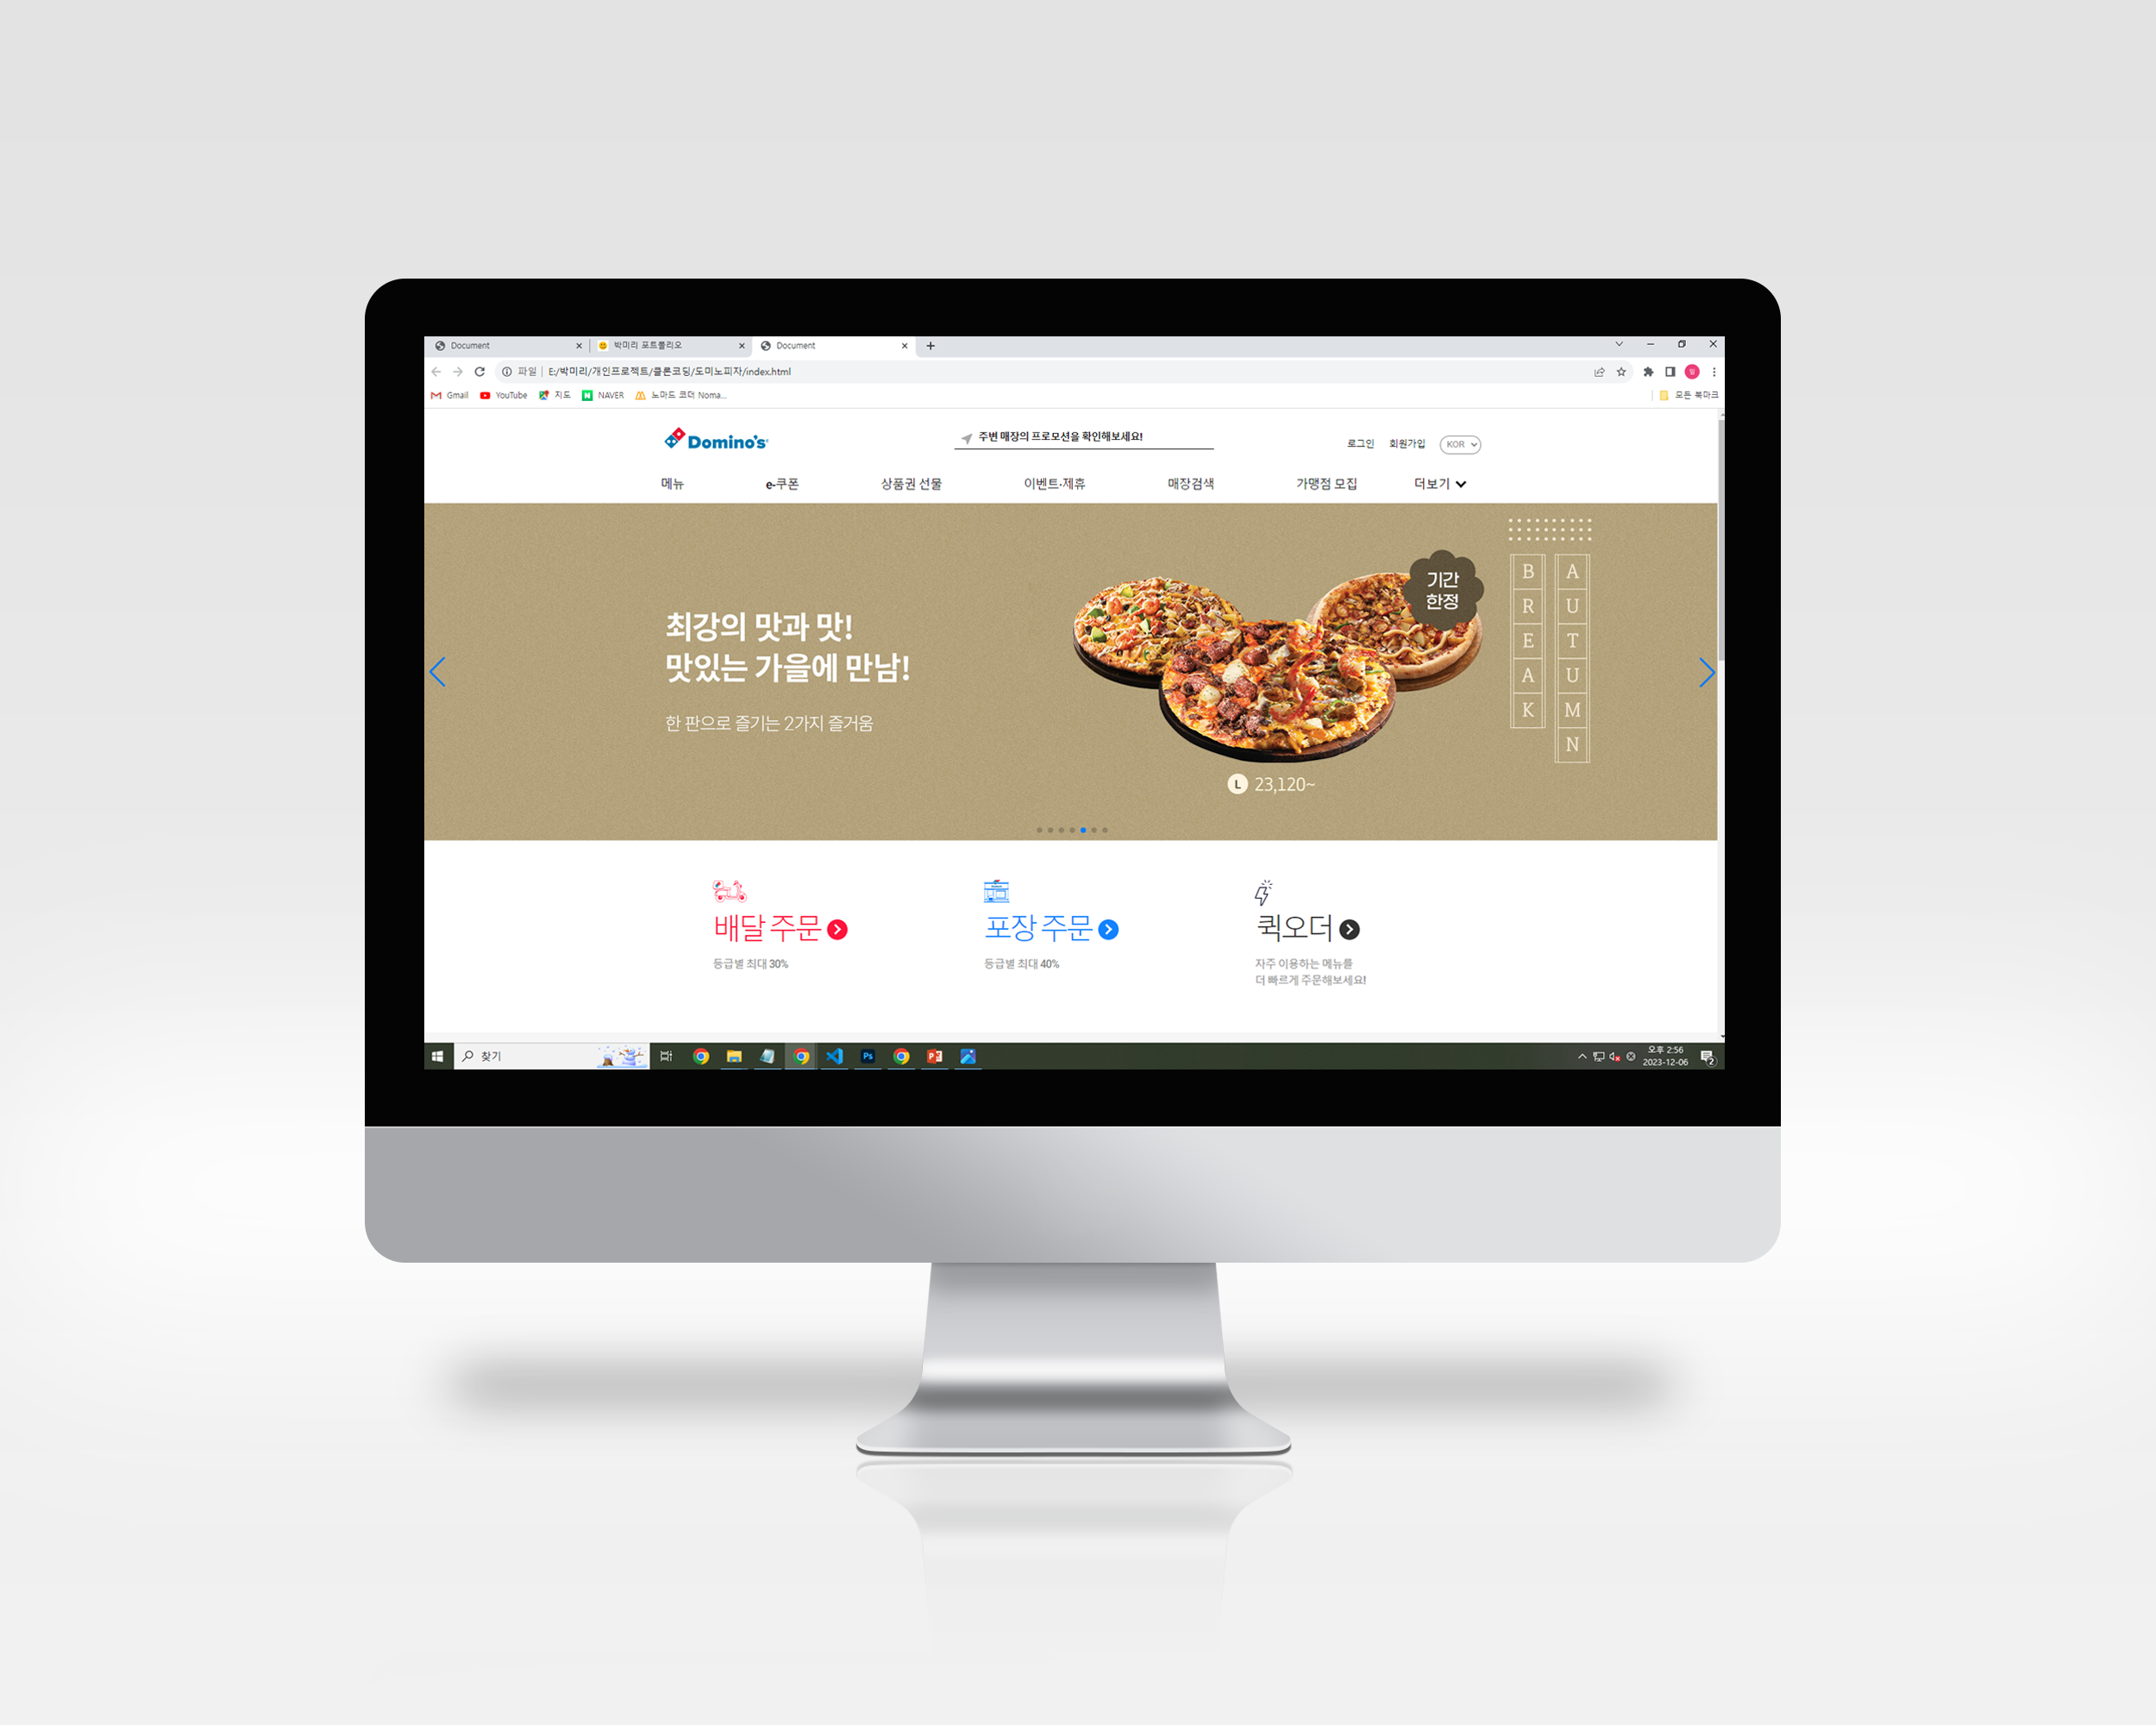 Document
박미리 포트폴리오
Document
파일
E:/박미리/개인프로젝트/클론코딩/도미노피자/index.html
Gmail
YouTube
지도
NAVER
노마드 코더 Noma...
모든 북마크
Domino's
주변 매장의 프로모션을 확인해보세요!
로그인
회원가입
KOR
메뉴
e-쿠폰
상품권 선물
이벤트·제휴
매장검색
가맹점 모집
더보기
최강의 맛과 맛!
맛있는 가을에 만남!
한 판으로 즐기는 2가지 즐거움
기간
한정
BREAK
AUTUMN
L 23,120~
배달 주문
등급별 최대 30%
포장 주문
등급별 최대 40%
퀵오더
자주 이용하는 메뉴를
더 빠르게 주문해보세요!
찾기
Ps
오후 2:56
2023-12-06
2